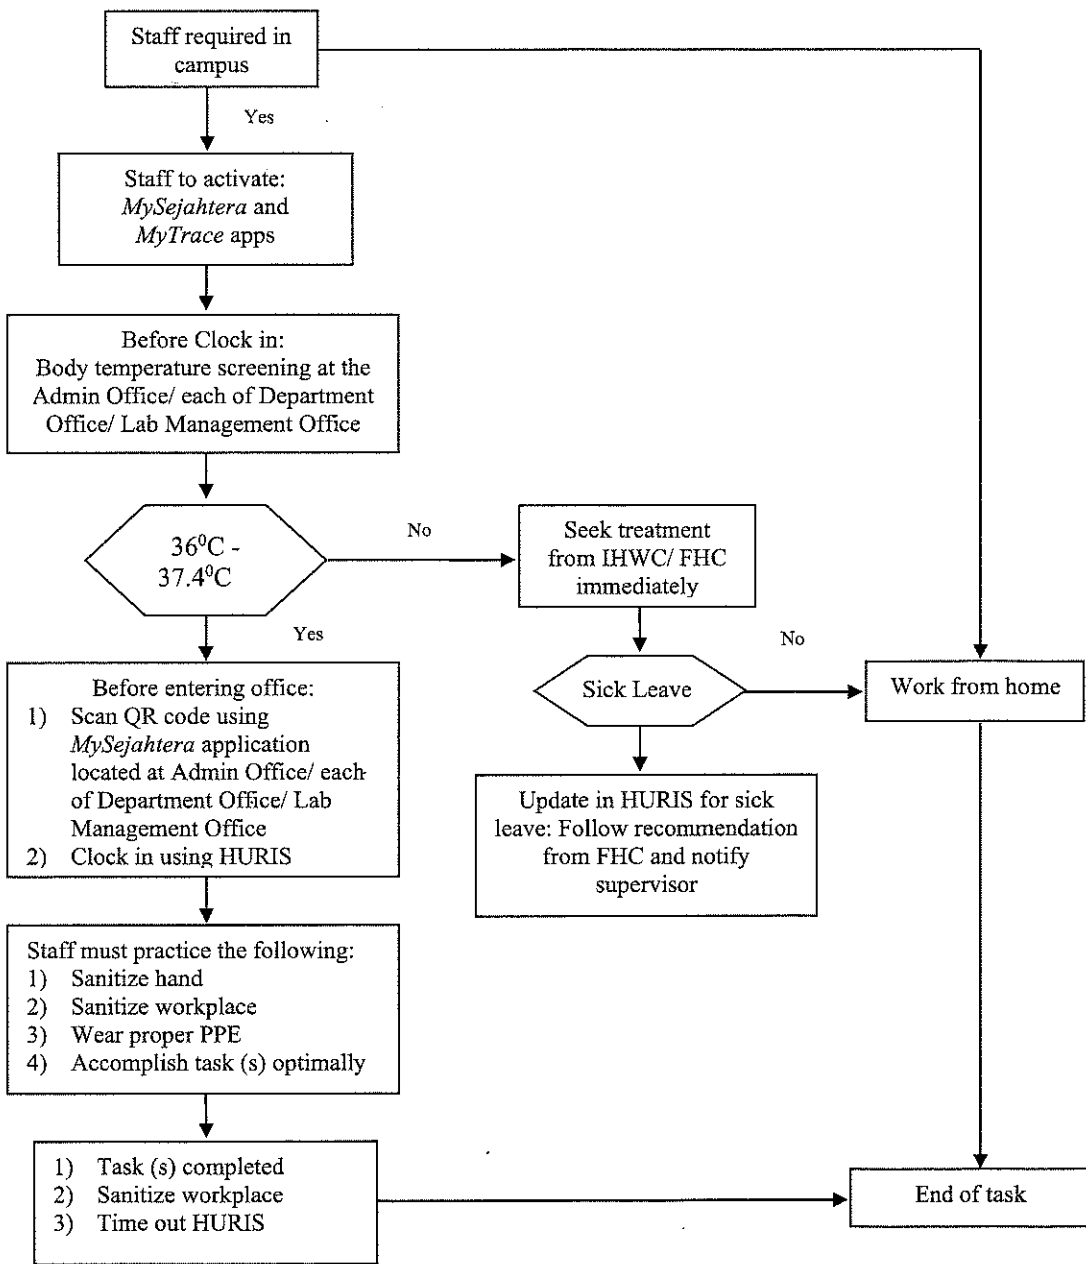 Staff required in
campus
Yes
Staff to activate:
MySejahtera and
MyTrace apps
Before Clock in:
Body temperature screening at the
Admin Office/ each of Department
Office/ Lab Management Office
36⁰C -
37.4⁰C
No
Seek treatment
from IHWC/ FHC
immediately
Yes
No
Sick Leave
Work from home
Before entering office:
1) Scan QR code using
MySejahtera application
located at Admin Office/ each
of Department Office/ Lab
Management Office
2) Clock in using HURIS
Update in HURIS for sick
leave: Follow recommendation
from FHC and notify
supervisor
Staff must practice the following:
1) Sanitize hand
2) Sanitize workplace
3) Wear proper PPE
4) Accomplish task (s) optimally
1) Task (s) completed
2) Sanitize workplace
3) Time out HURIS
End of task